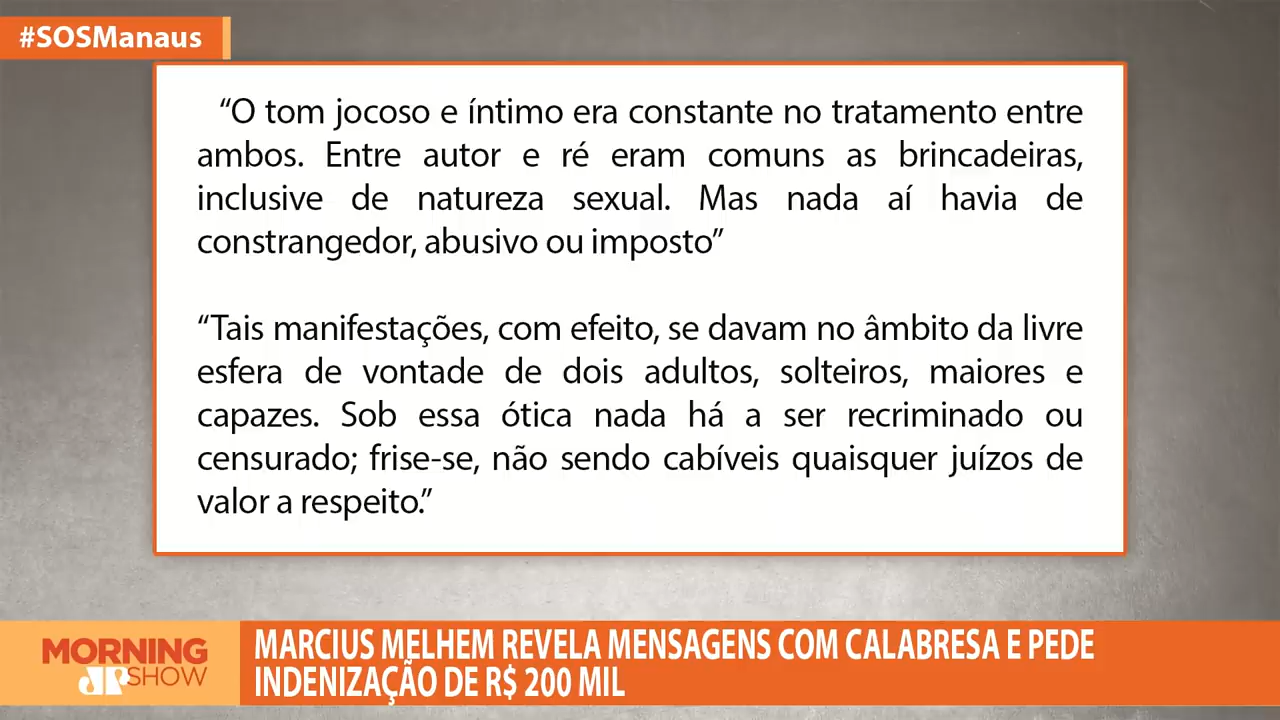 #SOSManaus
“O tom jocoso e íntimo era constante no tratamento entre
ambos. Entre autor e ré eram comuns as brincadeiras,
inclusive de natureza sexual. Mas nada aí havia de
constrangedor, abusivo ou imposto”
“Tais manifestações, com efeito, se davam no âmbito da livre
esfera de vontade de dois adultos, solteiros, maiores e
capazes. Sob essa ótica nada há a ser recriminado ou
censurado; frise-se, não sendo cabíveis quaisquer juízos de
valor a respeito.”
MORNING
JP SHOW
MARCIUS MELHEM REVELA MENSAGENS COM CALABRESA E PEDE
INDENIZAÇÃO DE R$ 200 MIL